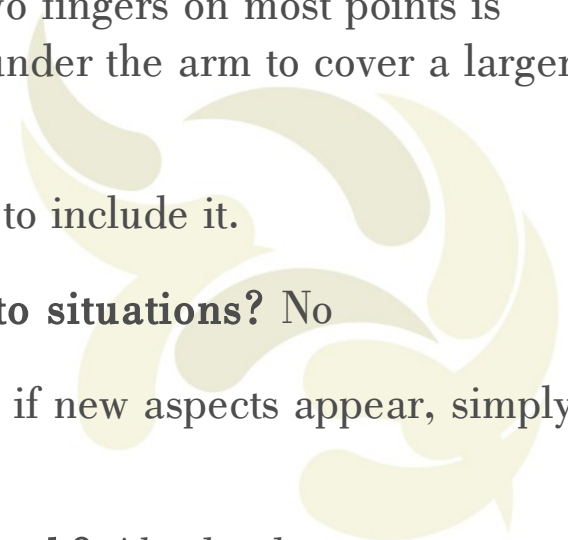 fingers on most points is
under the arm to cover a larger
to include it.
to situations? No
if new aspects appear, simply